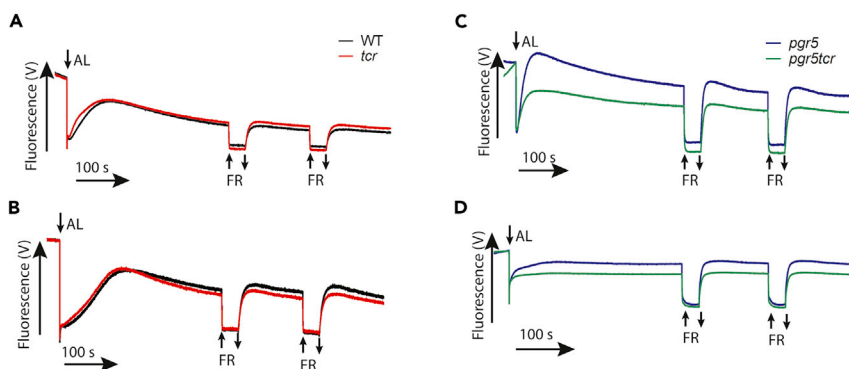 A
AL
WT
tcr
Fluorescence (V)
100 s
FR
FR
B
AL
Fluorescence (V)
100 s
FR
FR
C
AL
pgr5
pgr5tcr
Fluorescence (V)
100 s
FR
FR
D
AL
Fluorescence (V)
100 s
FR
FR